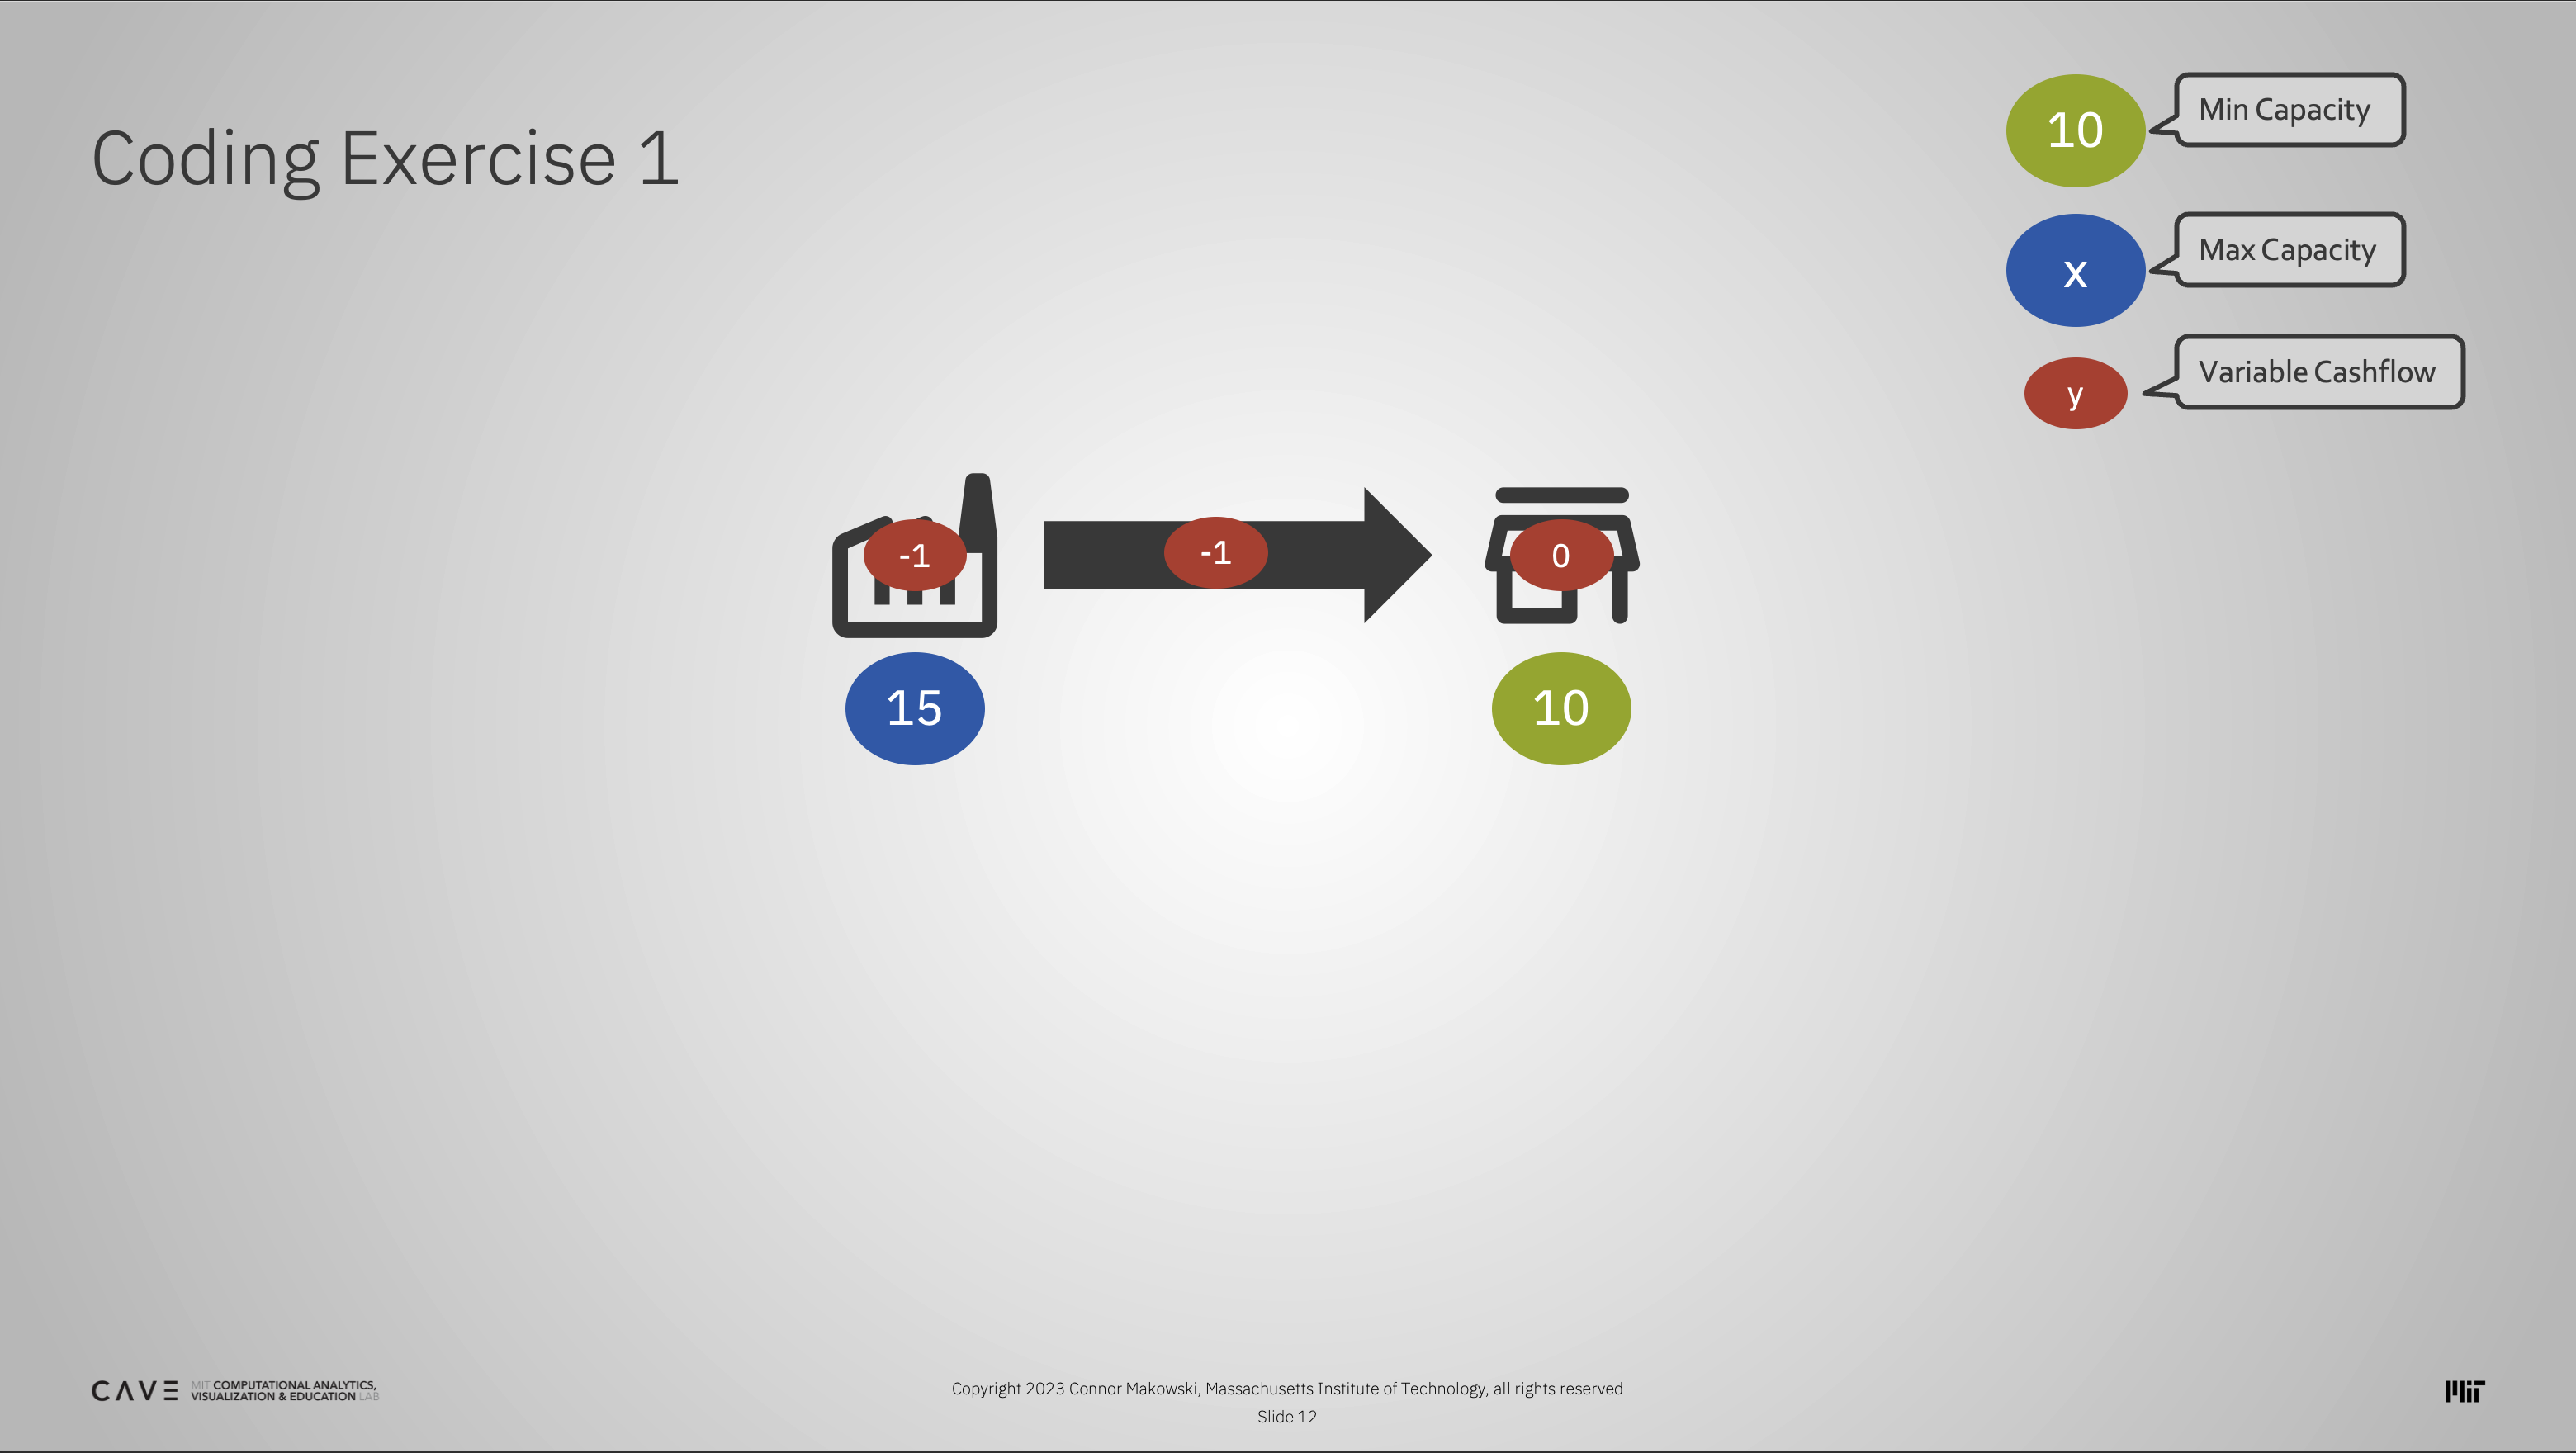 Coding Exercise 1
10
Min Capacity
x
Max Capacity
y
Variable Cashflow
-1
-1
0
15
10
CAVE
MIT COMPUTATIONAL ANALYTICS,
VISUALIZATION & EDUCATION LAB
Copyright 2023 Connor Makowski, Massachusetts Institute of Technology, all rights reserved
Slide 12
MIT